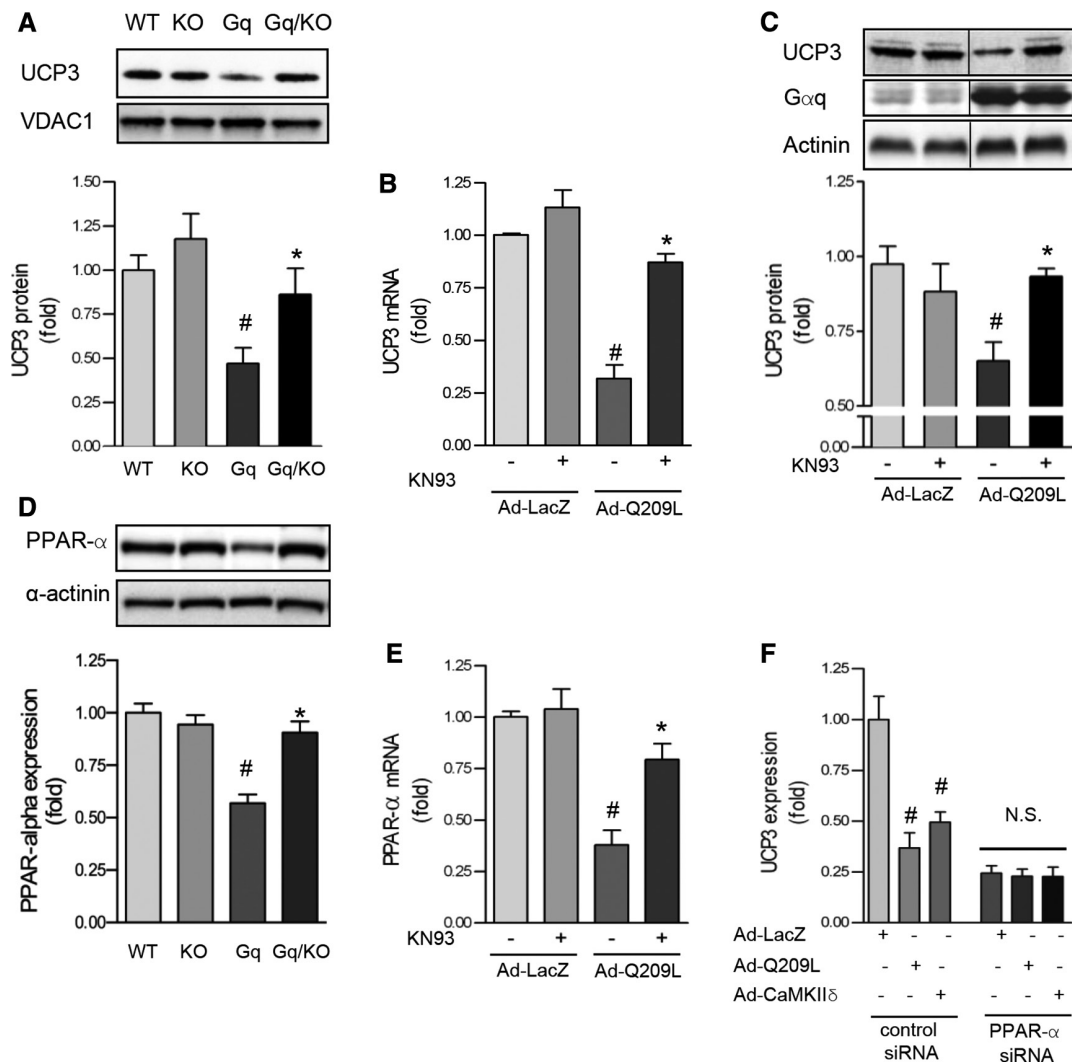 A
WT KO Gq Gq/KO
UCP3
VDAC1
UCP3 protein
(fold)
1.50
1.25
1.00
0.75
0.50
0.25
0.00
#
*
WT KO Gq Gq/KO
B
UCP3 mRNA
(fold)
1.25
1.00
0.75
0.50
0.25
0.00
#
*
KN93 - + - +
Ad-LacZ Ad-Q209L
C
UCP3
Gαq
Actinin
UCP3 protein
(fold)
1.25
1.00
0.75
0.50
0.00
#
*
KN93 - + - +
Ad-LacZ Ad-Q209L
D
PPAR-α
α-actinin
PPAR-alpha expression
(fold)
1.25
1.00
0.75
0.50
0.25
0.00
#
*
WT KO Gq Gq/KO
E
PPAR-α mRNA
(fold)
1.25
1.00
0.75
0.50
0.25
0.00
#
*
KN93 - + - +
Ad-LacZ Ad-Q209L
F
UCP3 expression
(fold)
1.25
1.00
0.75
0.50
0.25
0.00
#
#
N.S.
Ad-LacZ + - - + - -
Ad-Q209L - + - - + -
Ad-CaMKIIδ - - + - - +
control
siRNA
PPAR-α
siRNA